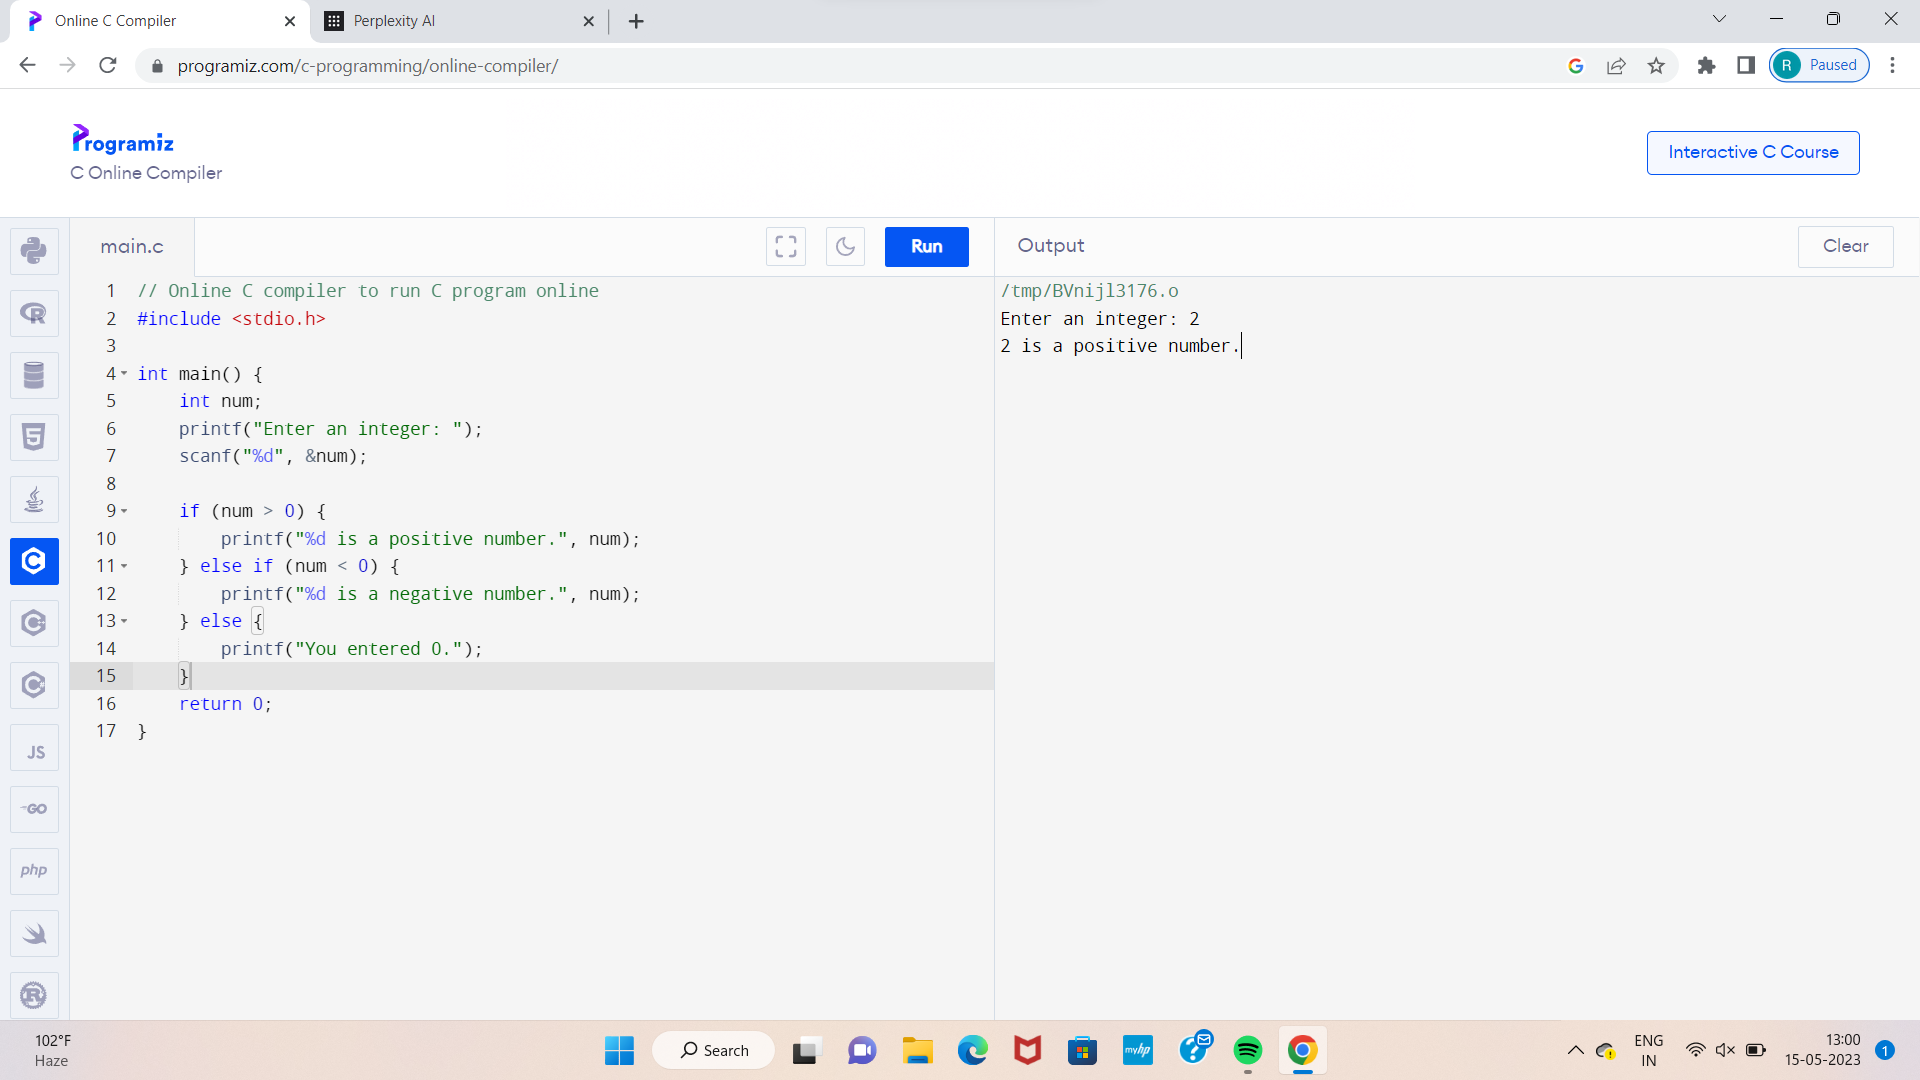 Online C Compiler
Perplexity AI
programiz.com/c-programming/online-compiler/
R Paused
Programiz
C Online Compiler
Interactive C Course
main.c
Run
Output
Clear
1 // Online C compiler to run C program online
2 #include <stdio.h>
3
4 int main() {
5 int num;
6 printf("Enter an integer: ");
7 scanf("%d", &num);
8
9 if (num > 0) {
10 printf("%d is a positive number.", num);
11 } else if (num < 0) {
12 printf("%d is a negative number.", num);
13 } else {
14 printf("You entered 0.");
15 }
16 return 0;
17 }
/tmp/BVnijl3176.o
Enter an integer: 2
2 is a positive number.
R
5
C
C
C
JS
GO
php
R
102°F
Haze
Search
myhp
ENG
IN
13:00
15-05-2023
1